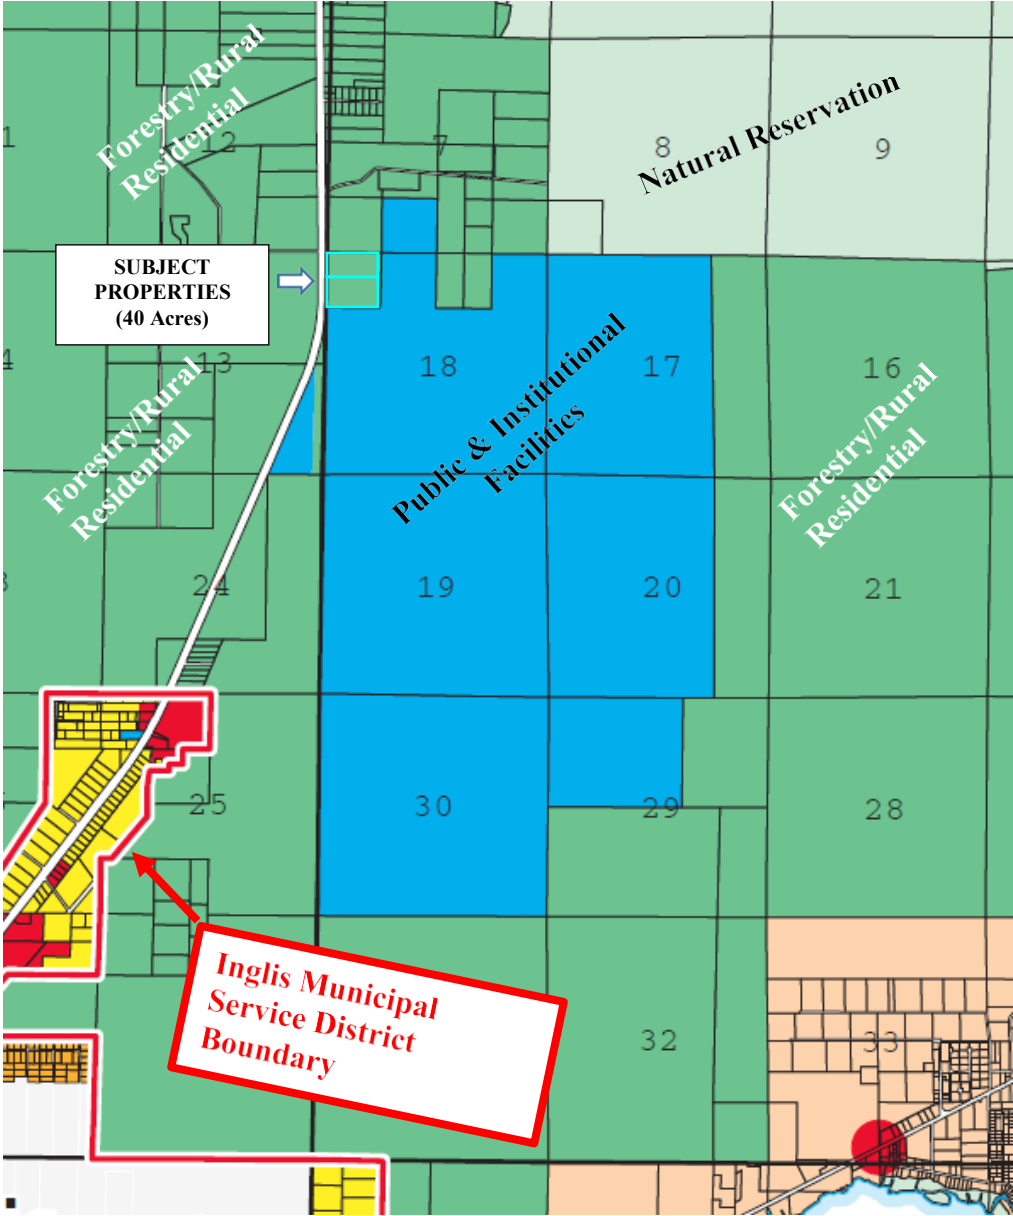 Forestry/Rural
Residential
12
7
8
9
Natural Reservation
SUBJECT
PROPERTIES
(40 Acres)
13
18
17
16
Forestry/Rural
Residential
Public & Institutional
Facilities
Forestry/Rural
Residential
24
19
20
21
25
30
29
28
Inglis Municipal
Service District
Boundary
32
33